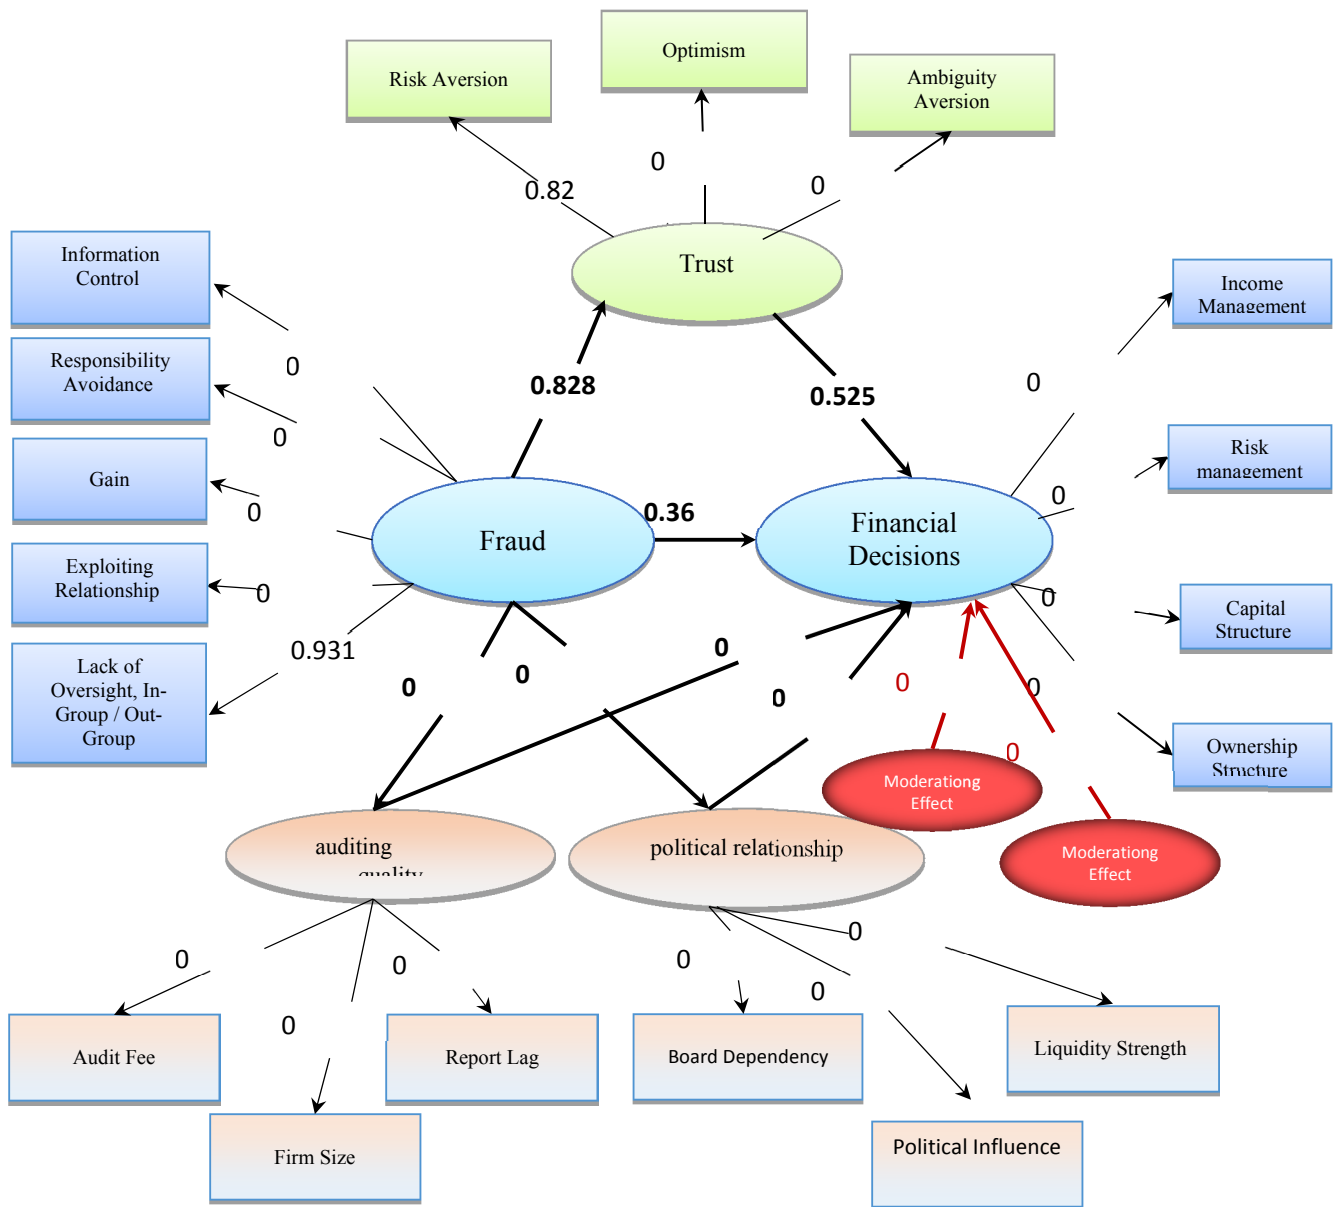 Optimism
Risk Aversion
Ambiguity
Aversion
0
0
0.82
Trust
Information
Control
Income
Management
0
Responsibility
Avoidance
0.828
0.525
0
0
Risk
management
Gain
0
0
0.36
Fraud
Financial
Decisions
Exploiting
Relationship
0
0
Capital
Structure
0.931
0
Lack of
Oversight, In-
Group / Out-
Group
0
0
0
0
0
0
Ownership
Structure
Moderationg
Effect
auditing
quality
political relationship
Moderationg
Effect
0
0
0
0
0
0
Audit Fee
Report Lag
Board Dependency
Liquidity Strength
Firm Size
Political Influence